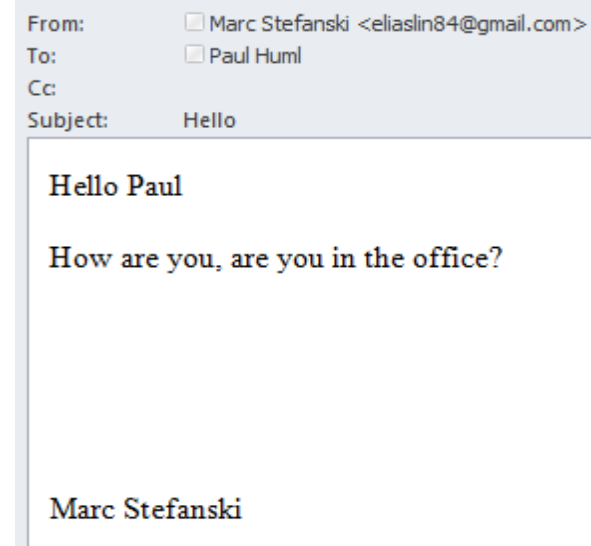 From: Marc Stefanski <eliaslin84@gmail.com>
To: Paul Huml
Cc:
Subject: Hello
Hello Paul
How are you, are you in the office?
Marc Stefanski